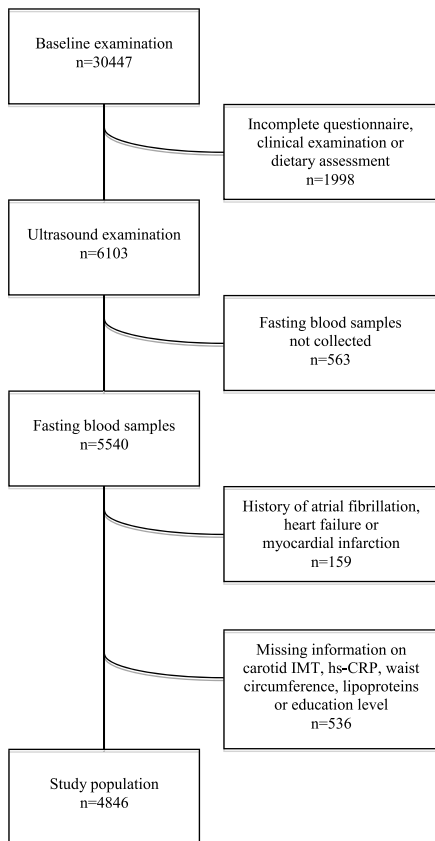 Baseline examination
n=30447
Incomplete questionnaire,
clinical examination or
dietary assessment
n=1998
Ultrasound examination
n=6103
Fasting blood samples
not collected
n=563
Fasting blood samples
n=5540
History of atrial fibrillation,
heart failure or
myocardial infarction
n=159
Missing information on
carotid IMT, hs-CRP, waist
circumference, lipoproteins
or education level
n=536
Study population
n=4846